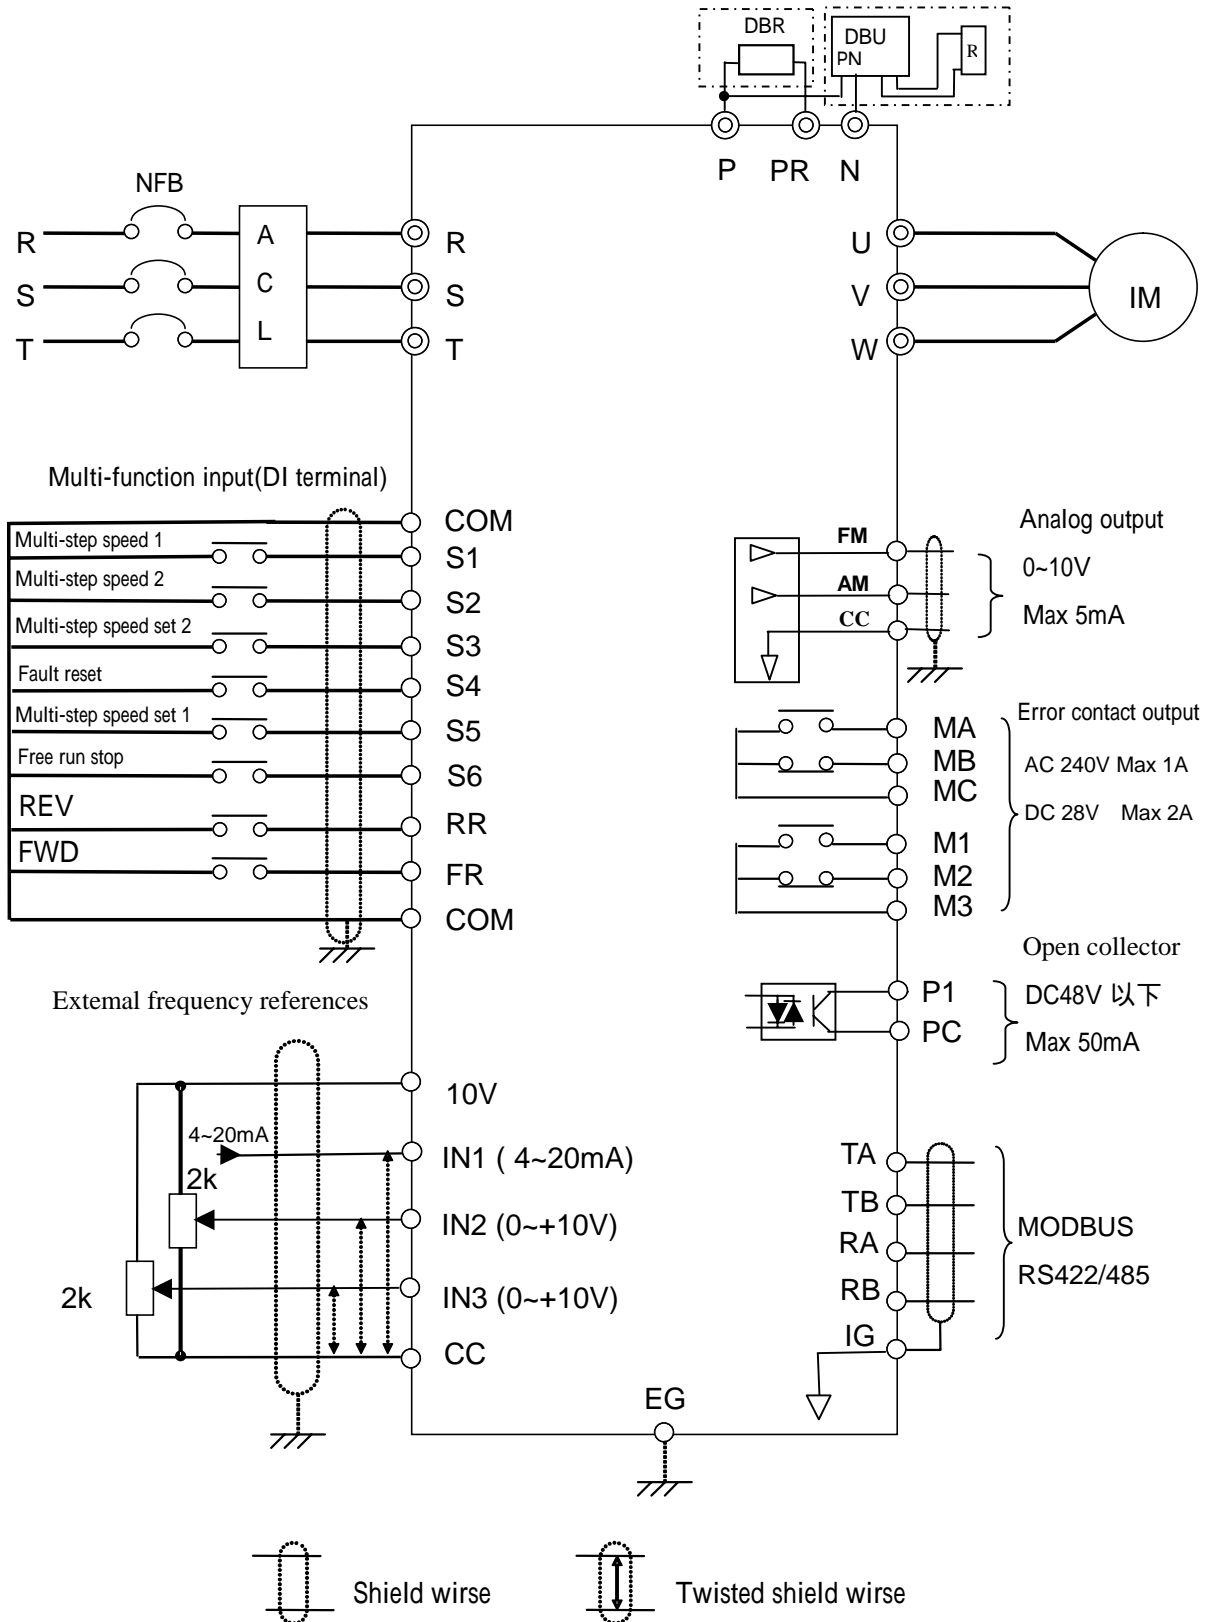 DBR
DBU
PN
R
P PR N
NFB
R A R U
S C S V IM
T L T W
Multi-function input(DI terminal)
COM
Multi-step speed 1
S1
Multi-step speed 2
S2
Multi-step speed set 2
S3
Fault reset
S4
Multi-step speed set 1
S5
Free run stop
S6
REV
RR
FWD
FR
COM
FM
AM
CC
Analog output
0~10V
Max 5mA
MA
MB
MC
M1
M2
M3
Error contact output
AC 240V Max 1A
DC 28V Max 2A
Open collector
P1
PC
DC48V 以下
Max 50mA
Extemal frequency references
10V
4~20mA
IN1 ( 4~20mA)
2k
IN2 (0~+10V)
2k
IN3 (0~+10V)
CC
TA
TB
RA
RB
IG
MODBUS
RS422/485
EG
Shield wirse
Twisted shield wirse